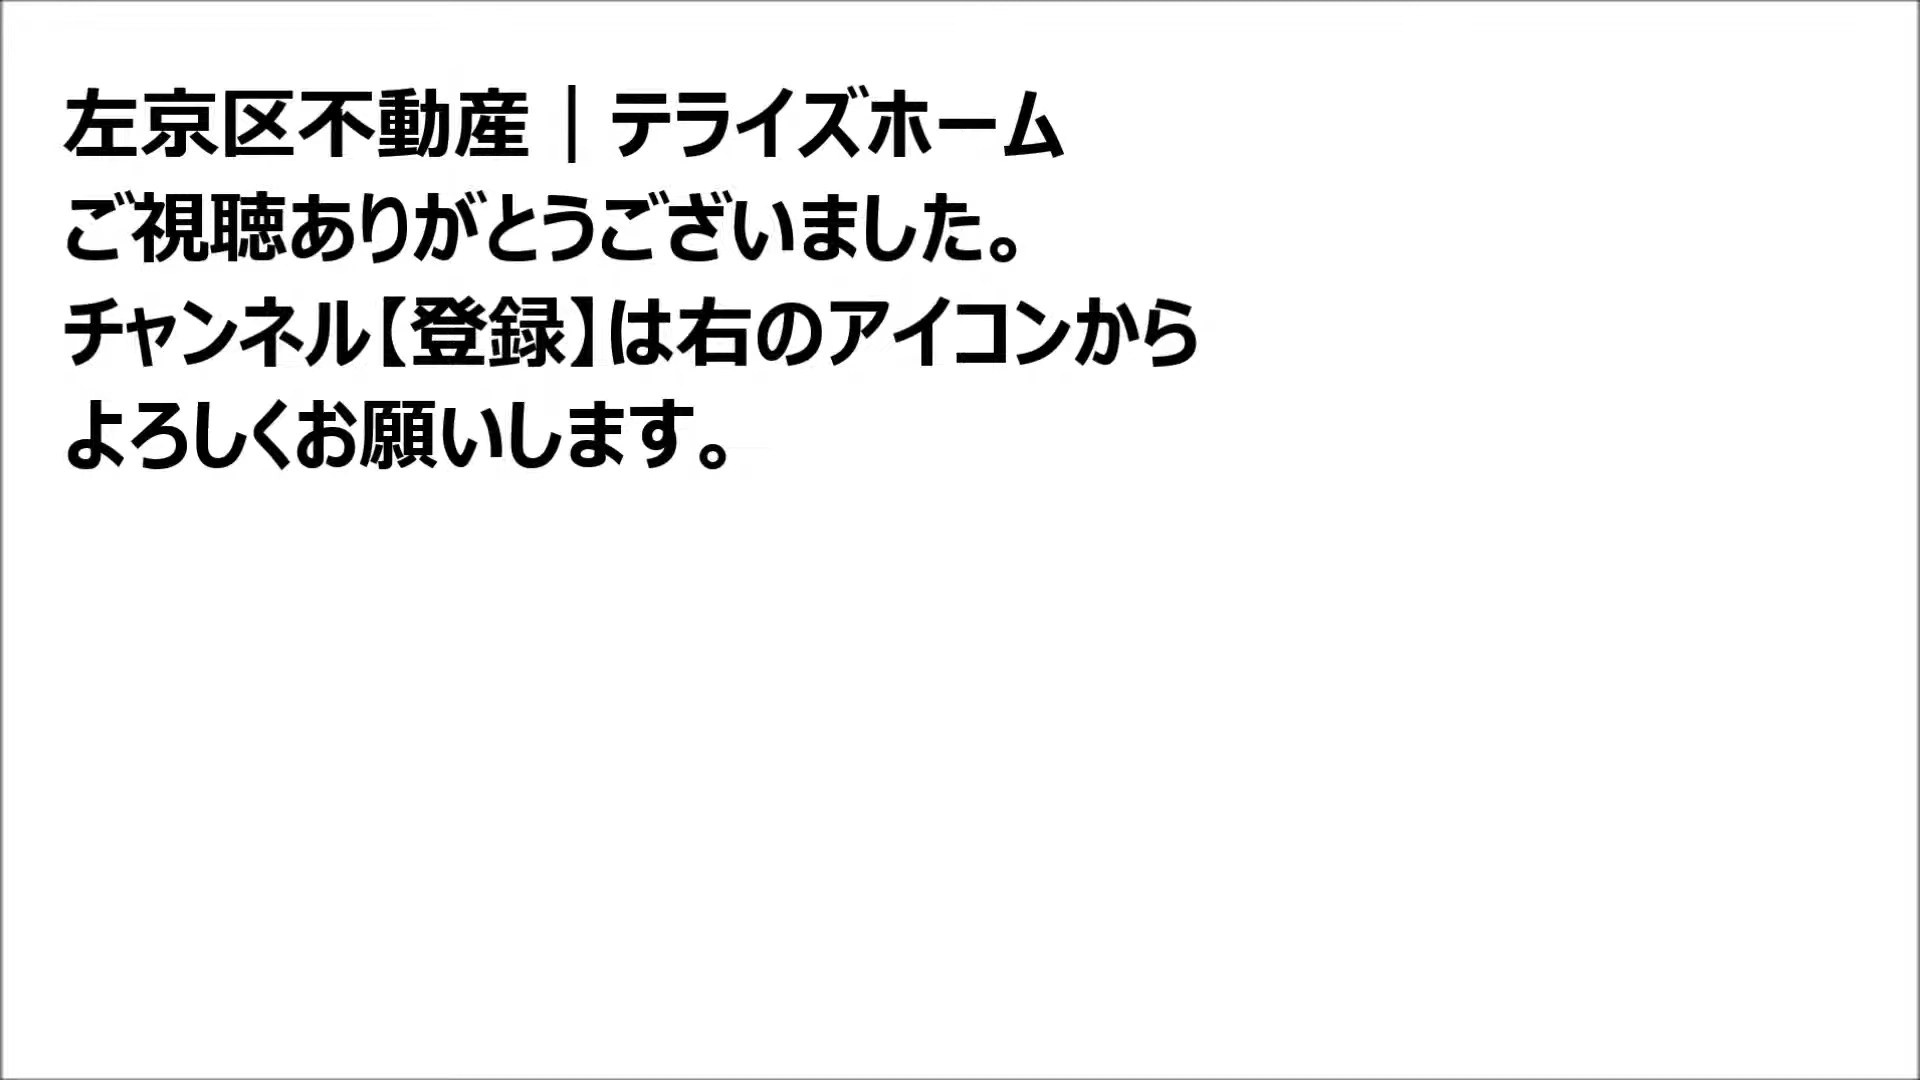 左京区不動産｜テライズホーム
ご視聴ありがとうございました。
チャンネル【登録】は右のアイコンから
よろしくお願いします。